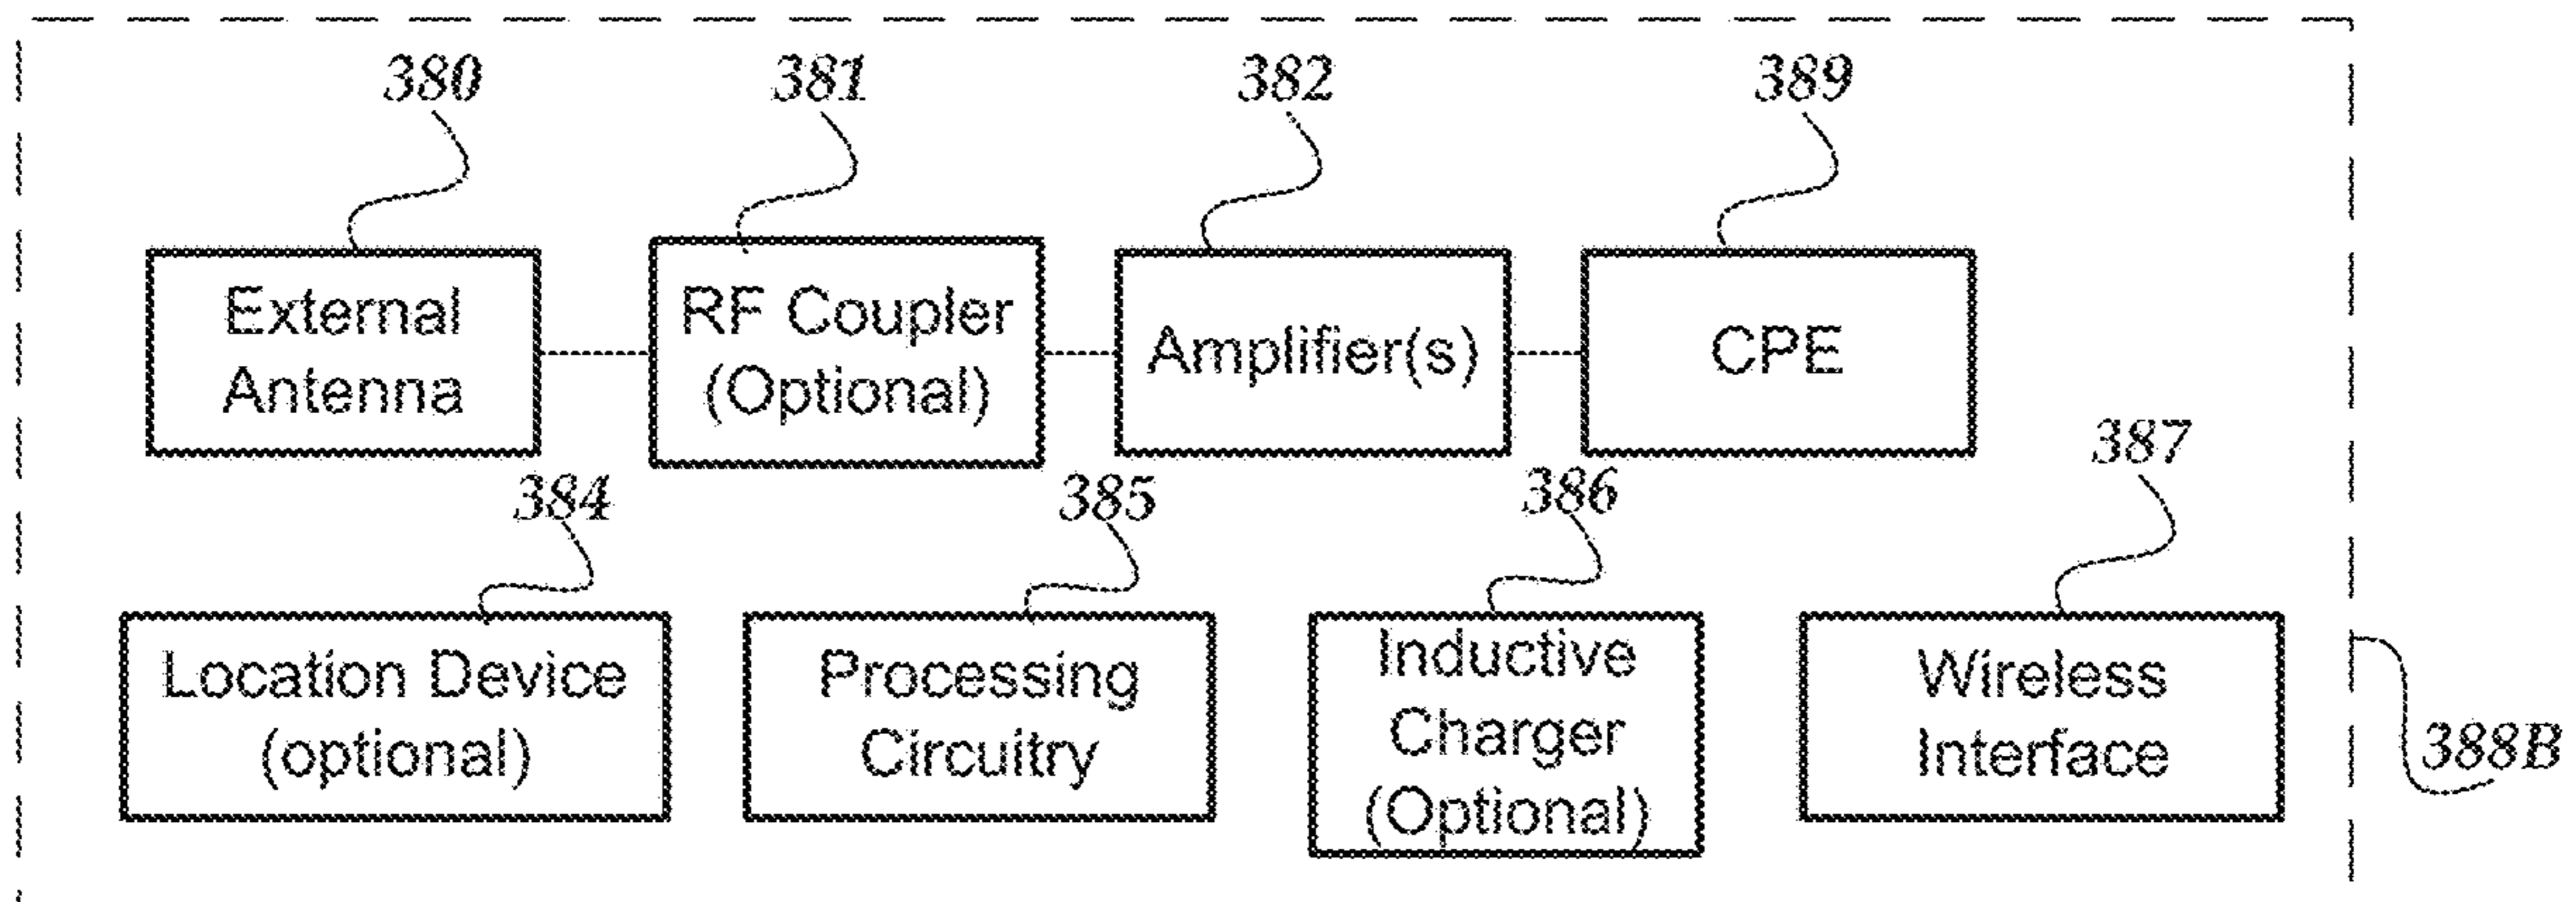 380 381 382 389
External
Antenna
RF Coupler
(Optional)
Amplifier(s)
CPE
384 385 386 387
Location Device
(optional)
Processing
Circuitry
Inductive
Charger
(Optional)
Wireless
Interface
388B